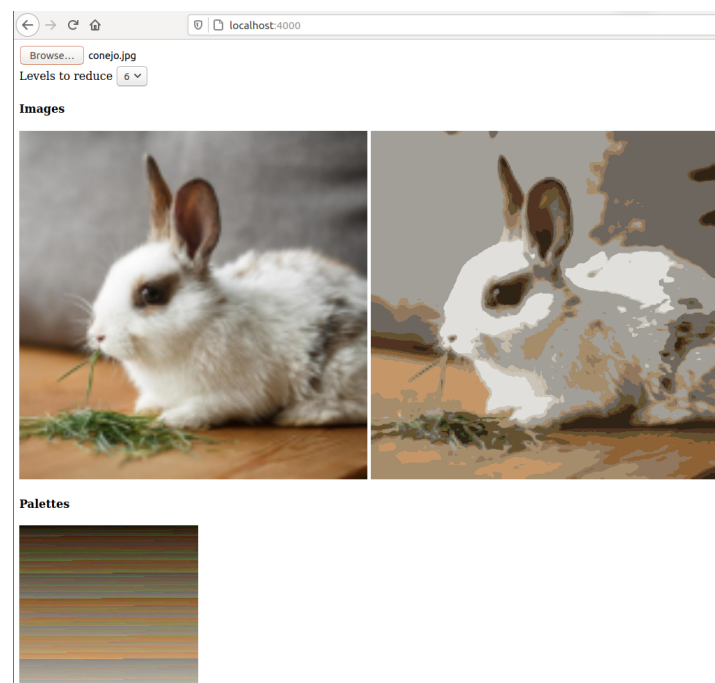 localhost:4000
Browse... conejo.jpg
Levels to reduce 6
Images
Palettes